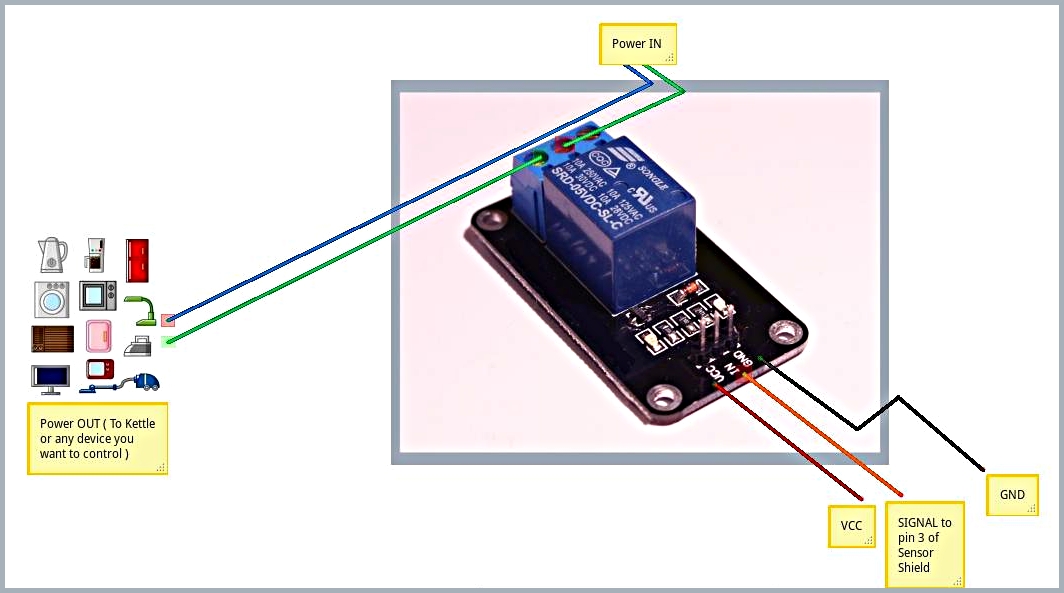 Power IN
SONGLE
10A 250VAC 10A 125VAC
10A 30VDC 10A 28VDC
SRD-05VDC-SL-C
GND
IN
VCC
Power OUT ( To Kettle
or any device you
want to control )
VCC
SIGNAL to
pin 3 of
Sensor
Shield
GND